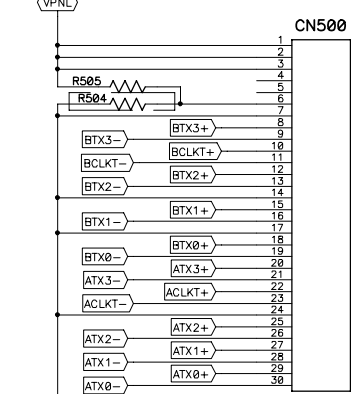 VPNL
CN500
1
2
3
4
R505
5
R504
6
7
BTX3+ 8
BTX3− 9
BCLKT+ 10
BCLKT− 11
BTX2+ 12
BTX2− 13
14
BTX1+ 15
BTX1− 16
17
BTX0+ 18
BTX0− 19
ATX3+ 20
ATX3− 21
ACLKT+ 22
ACLKT− 23
24
ATX2+ 25
ATX2− 26
ATX1+ 27
ATX1− 28
ATX0+ 29
ATX0− 30